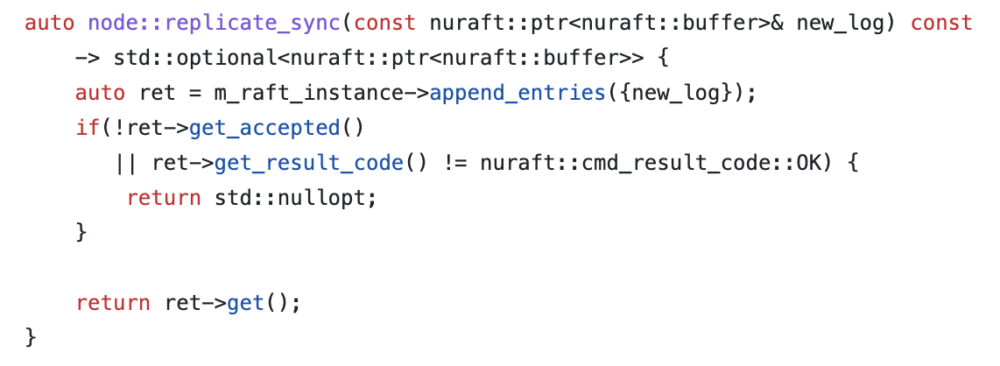 auto node::replicate_sync(const nuraft::ptr<nuraft::buffer>& new_log) const
    -> std::optional<nuraft::ptr<nuraft::buffer>> {
    auto ret = m_raft_instance->append_entries({new_log});
    if(!ret->get_accepted()
       || ret->get_result_code() != nuraft::cmd_result_code::OK) {
        return std::nullopt;
    }

    return ret->get();
}